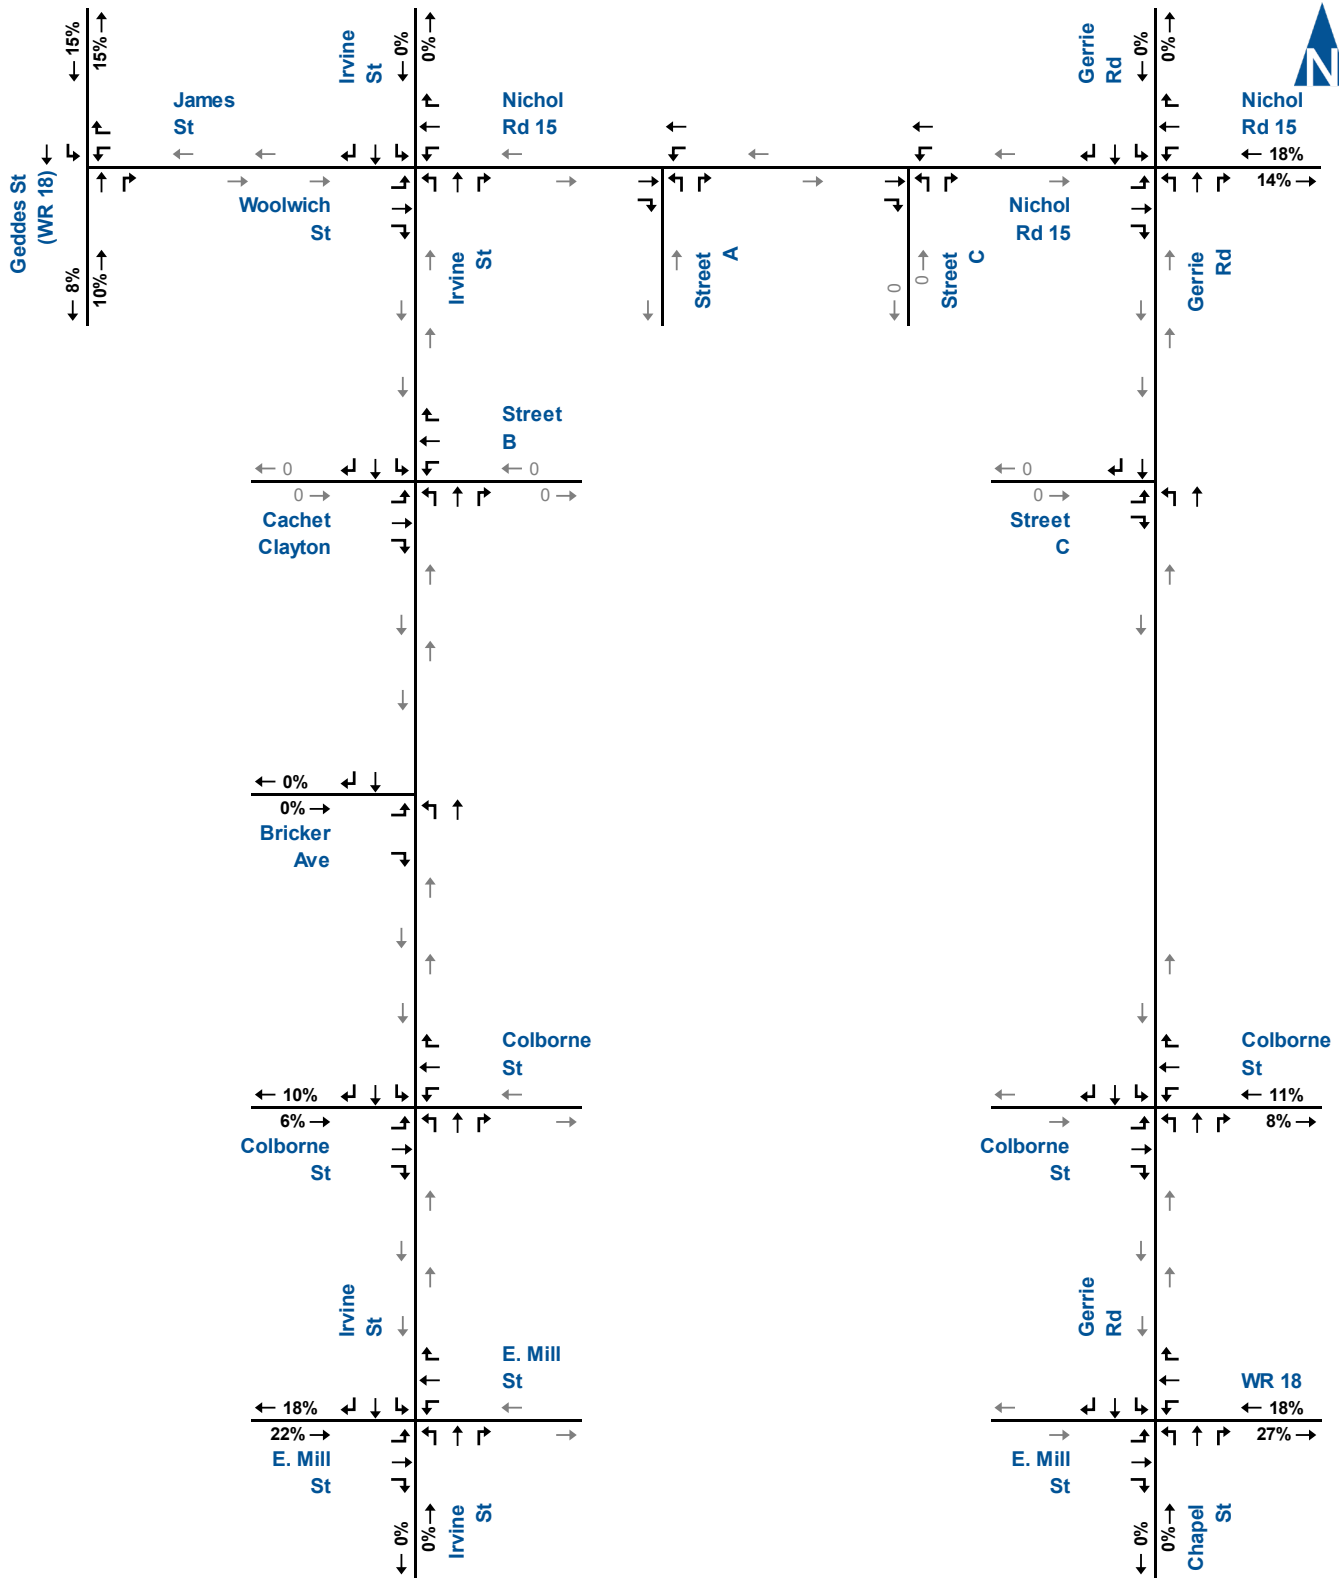 ← 15%
15% →
Irvine
St
← 0%
0% →
Gerrie
Rd
← 0%
0% →
N
James
St
Nichol
Rd 15
Nichol
Rd 15
← 18%
14% →
Geddes St
(WR 18)
Woolwich
St
Nichol
Rd 15
← 8%
10% →
Irvine
St
Street
A
0
0
Street
C
Gerrie
Rd
Street
B
← 0
← 0
← 0
0 →
0 →
0 →
Cachet
Clayton
Street
C
← 0%
0% →
Bricker
Ave
Colborne
St
Colborne
St
← 10%
← 11%
6% →
8% →
Colborne
St
Colborne
St
Irvine
St
Gerrie
Rd
E. Mill
St
WR 18
← 18%
← 18%
22% →
27% →
E. Mill
St
E. Mill
St
← 0%
0% →
Irvine
St
← 0%
0% →
Chapel
St